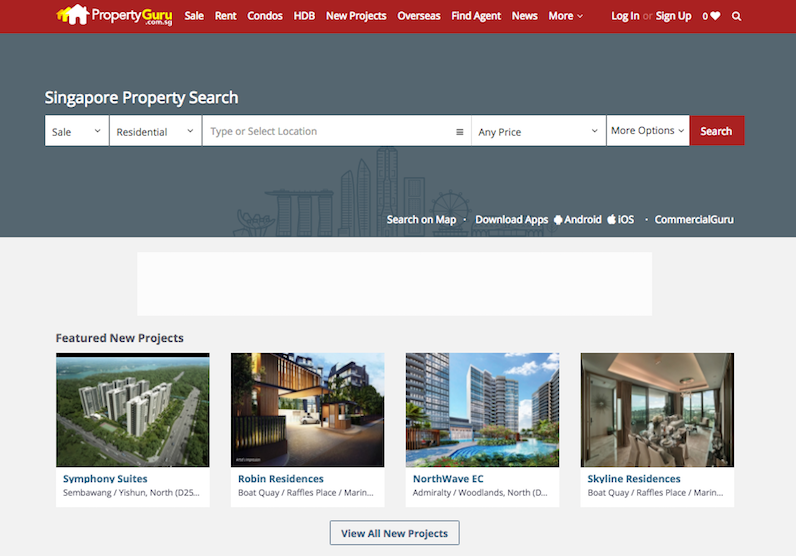 PropertyGuru .com.sg Sale Rent Condos HDB New Projects Overseas Find Agent News More Log In or Sign Up 0
Singapore Property Search
Sale Residential Type or Select Location Any Price More Options Search
Search on Map · Download Apps Android iOS · CommercialGuru
Featured New Projects
Symphony Suites
Sembawang / Yishun, North (D25...
Robin Residences
Boat Quay / Raffles Place / Marin...
NorthWave EC
Admiralty / Woodlands, North (D...
Skyline Residences
Boat Quay / Raffles Place / Marin...
View All New Projects